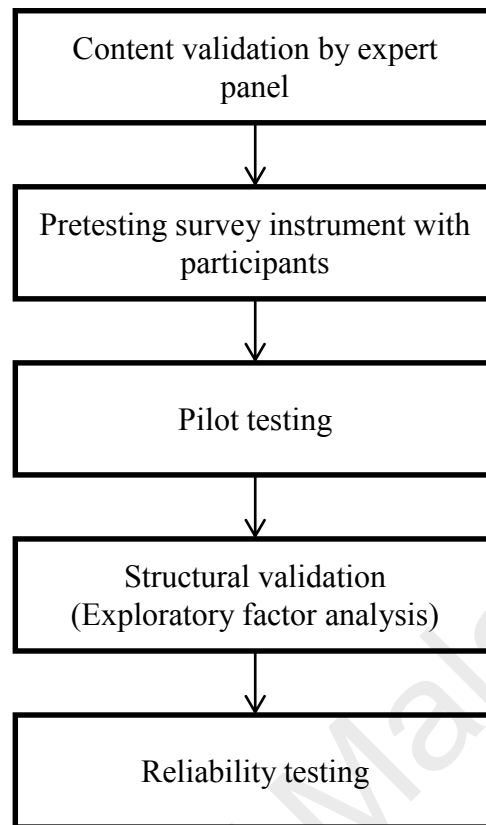 Content validation by expert
panel
Pretesting survey instrument with
participants
Pilot testing
Structural validation
(Exploratory factor analysis)
Reliability testing